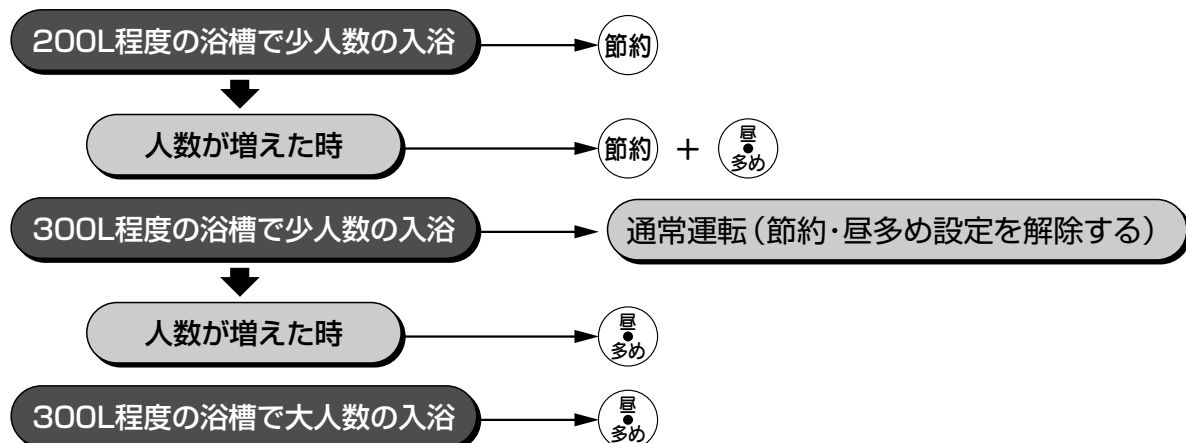 200L程度の浴槽で少人数の入浴
節約
人数が増えた時
節約 + 昼●多め
300L程度の浴槽で少人数の入浴
通常運転(節約・昼多め設定を解除する)
人数が増えた時
昼●多め
300L程度の浴槽で大人数の入浴
昼●多め